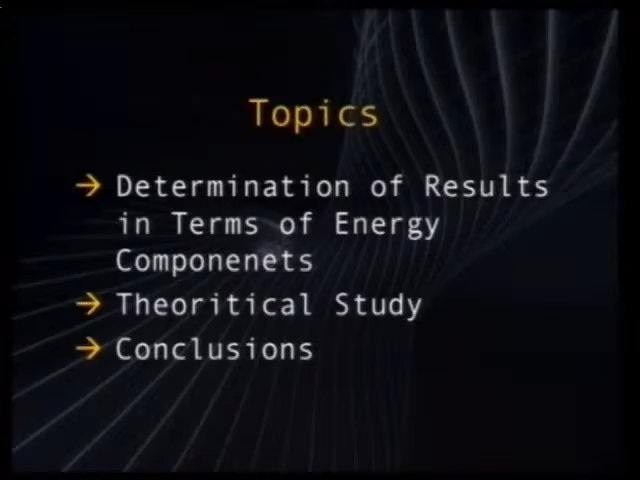 Topics
→ Determination of Results
in Terms of Energy
Componenets
→ Theoritical Study
→ Conclusions